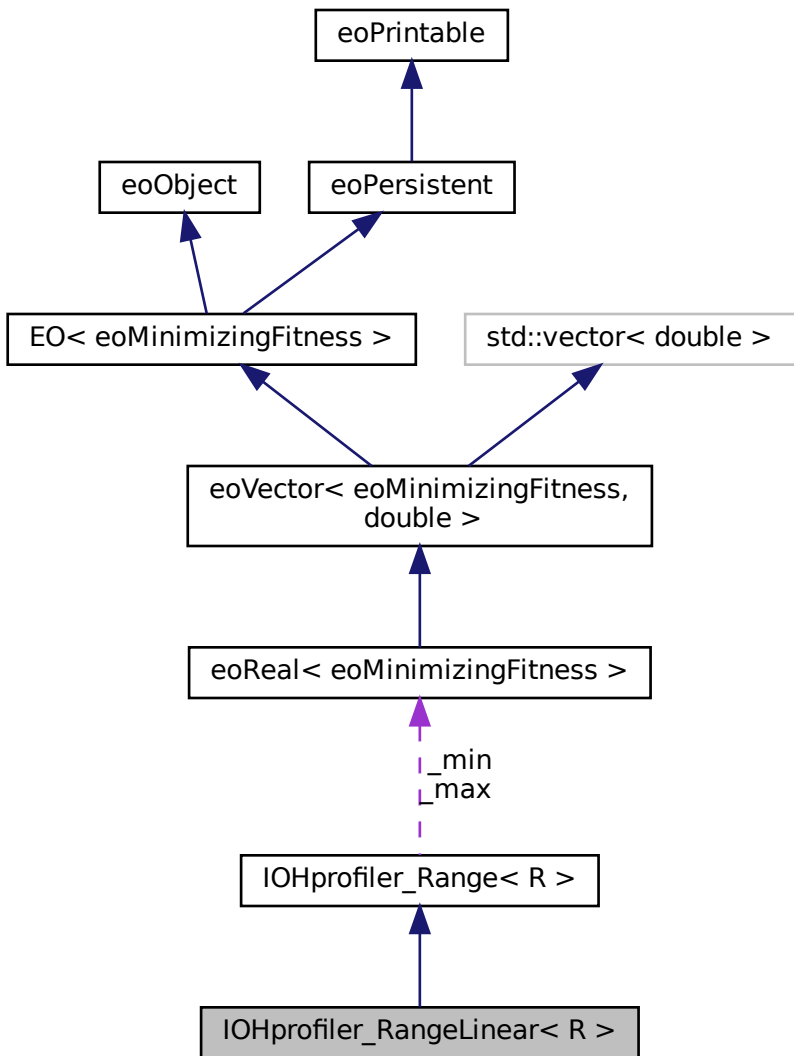 eoPrintable
eoObject
eoPersistent
EO< eoMinimizingFitness >
std::vector< double >
eoVector< eoMinimizingFitness,
double >
eoReal< eoMinimizingFitness >
_min
_max
IOHprofiler_Range< R >
IOHprofiler_RangeLinear< R >